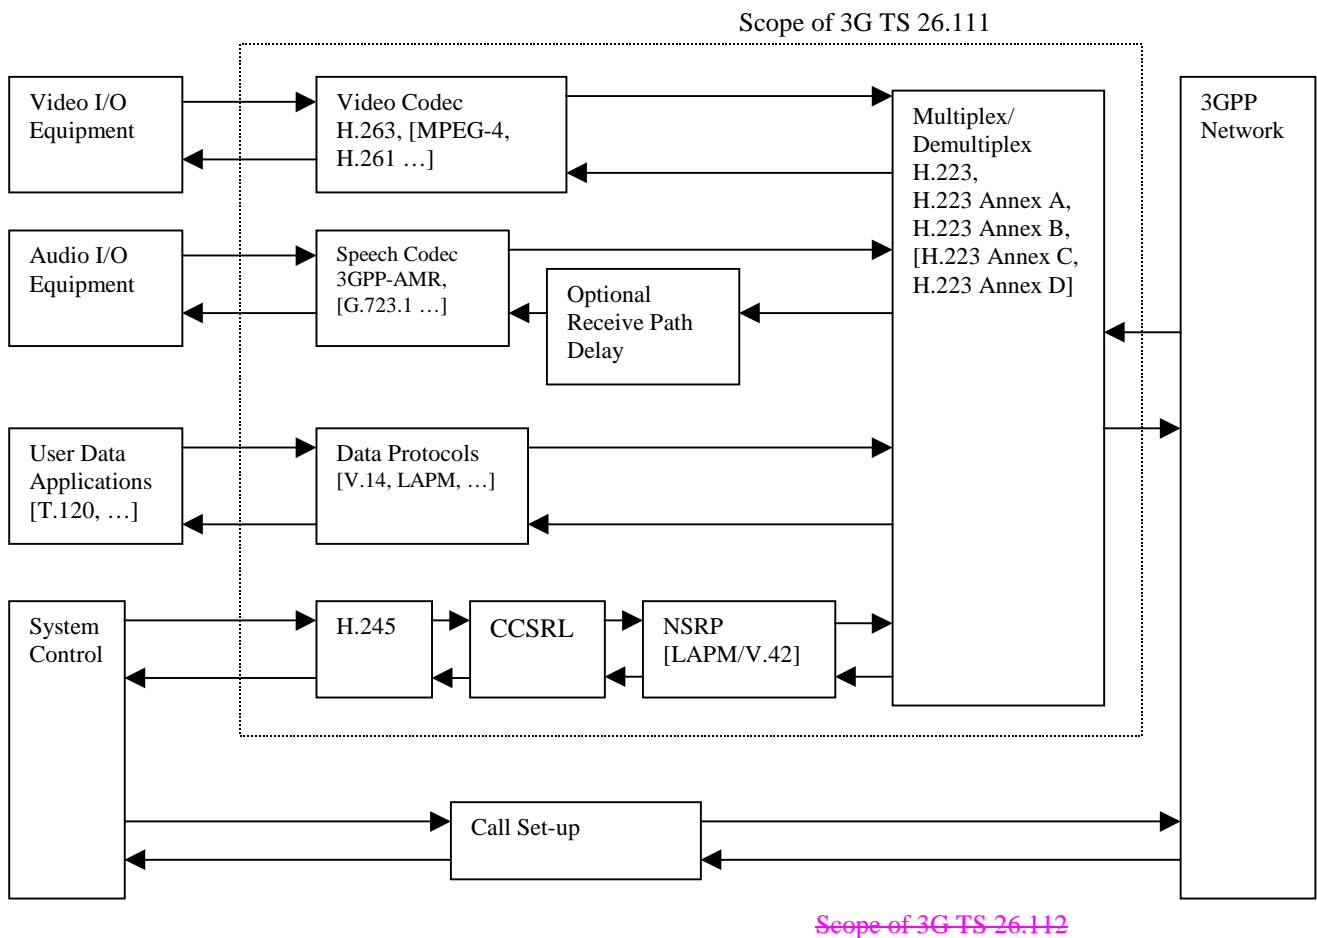 Scope of 3G TS 26.111
Video I/O
Equipment
Video Codec
H.263, [MPEG-4,
H.261 …]
Multiplex/
Demultiplex
H.223,
H.223 Annex A,
H.223 Annex B,
[H.223 Annex C,
H.223 Annex D]
3GPP
Network
Audio I/O
Equipment
Speech Codec
3GPP-AMR,
[G.723.1 …]
Optional
Receive Path
Delay
User Data
Applications
[T.120, …]
Data Protocols
[V.14, LAPM, …]
System
Control
H.245
CCSRL
NSRP
[LAPM/V.42]
Call Set-up
Scope of 3G TS 26.112